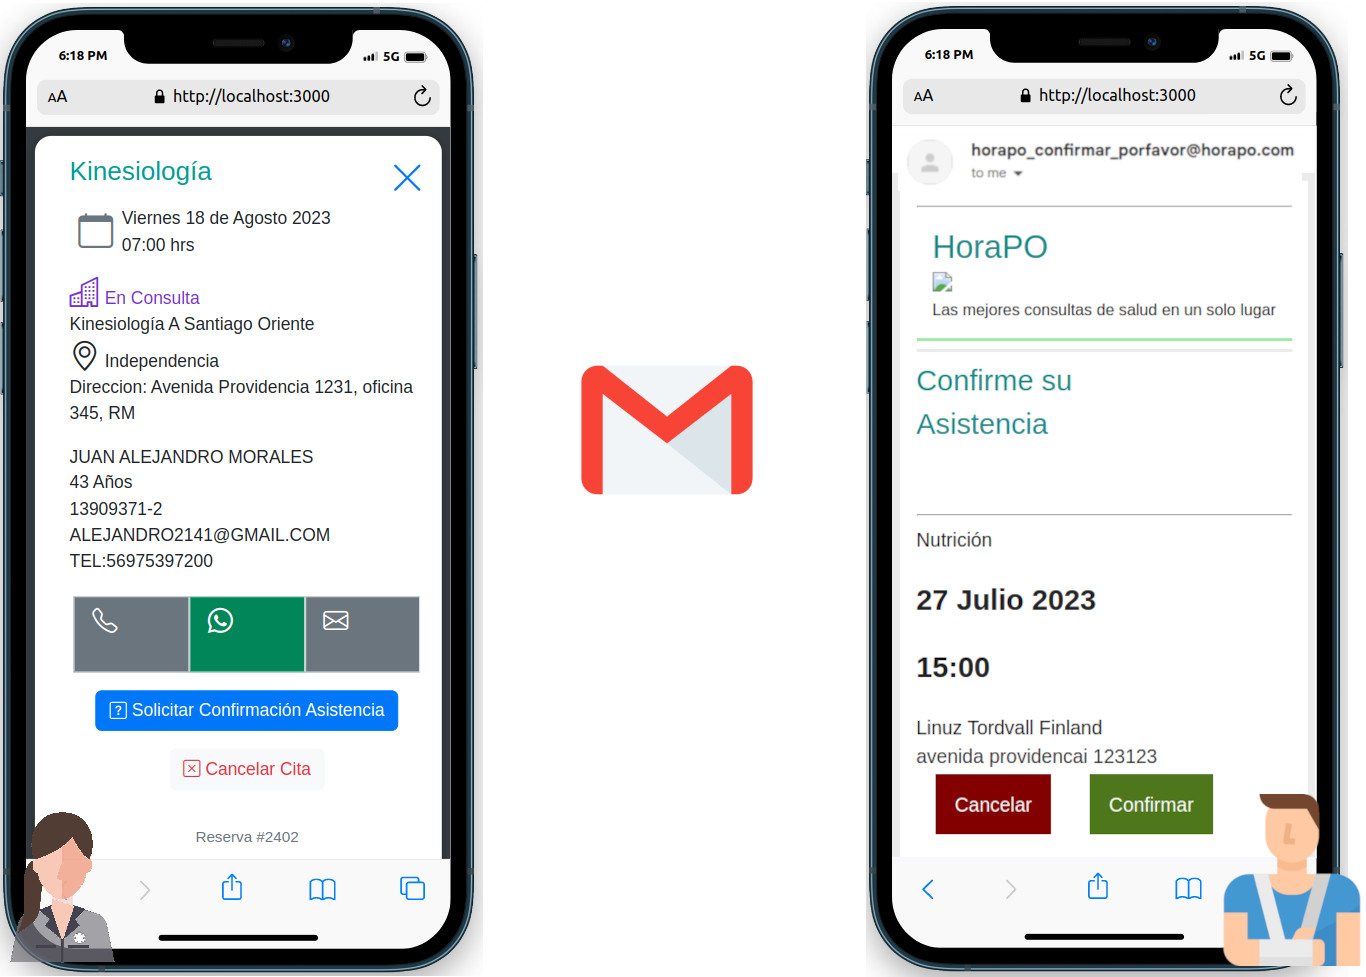 6:18 PM
5G
AA
http://localhost:3000
Kinesiología
Viernes 18 de Agosto 2023
07:00 hrs
En Consulta
Kinesiología A Santiago Oriente
Independencia
Direccion: Avenida Providencia 1231, oficina
345, RM
JUAN ALEJANDRO MORALES
43 Años
13909371-2
ALEJANDRO2141@GMAIL.COM
TEL:56975397200
Solicitar Confirmación Asistencia
Cancelar Cita
Reserva #2402
6:18 PM
5G
AA
http://localhost:3000
horapo_confirmar_porfavor@horapo.com
to me
HoraPO
Las mejores consultas de salud en un solo lugar
Confirme su
Asistencia
Nutrición
27 Julio 2023
15:00
Linuz Tordvall Finland
avenida providencai 123123
Cancelar
Confirmar